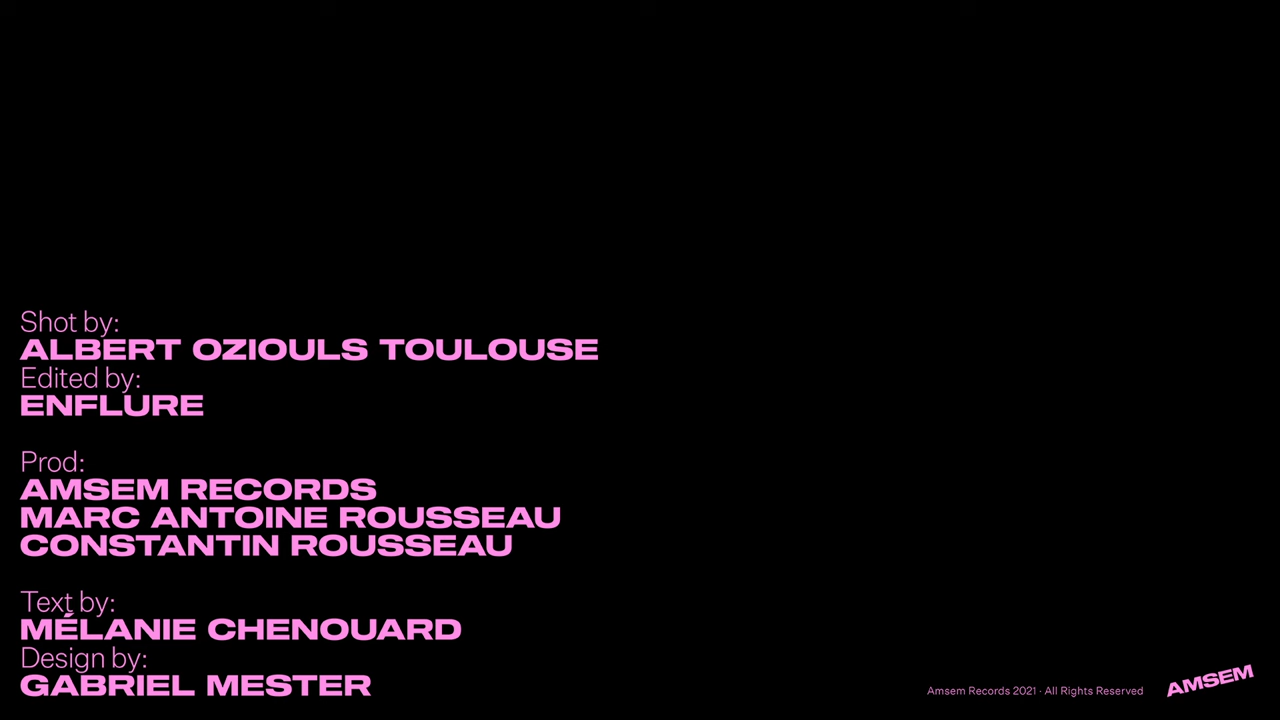 Shot by:
ALBERT OZIOULS TOULOUSE
Edited by:
ENFLURE
Prod:
AMSEM RECORDS
MARC ANTOINE ROUSSEAU
CONSTANTIN ROUSSEAU
Text by:
MÉLANIE CHENOUARD
Design by:
GABRIEL MESTER
Amsem Records 2021 · All Rights Reserved
AMSEM